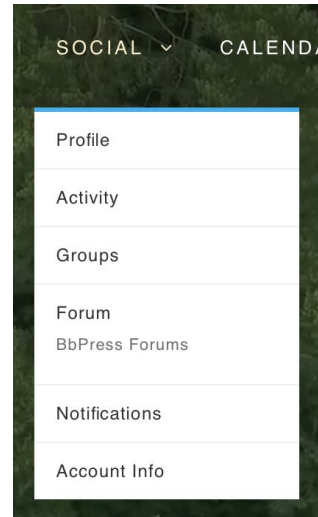 SOCIAL
Profile
Activity
Groups
Forum
BbPress Forums
Notifications
Account Info